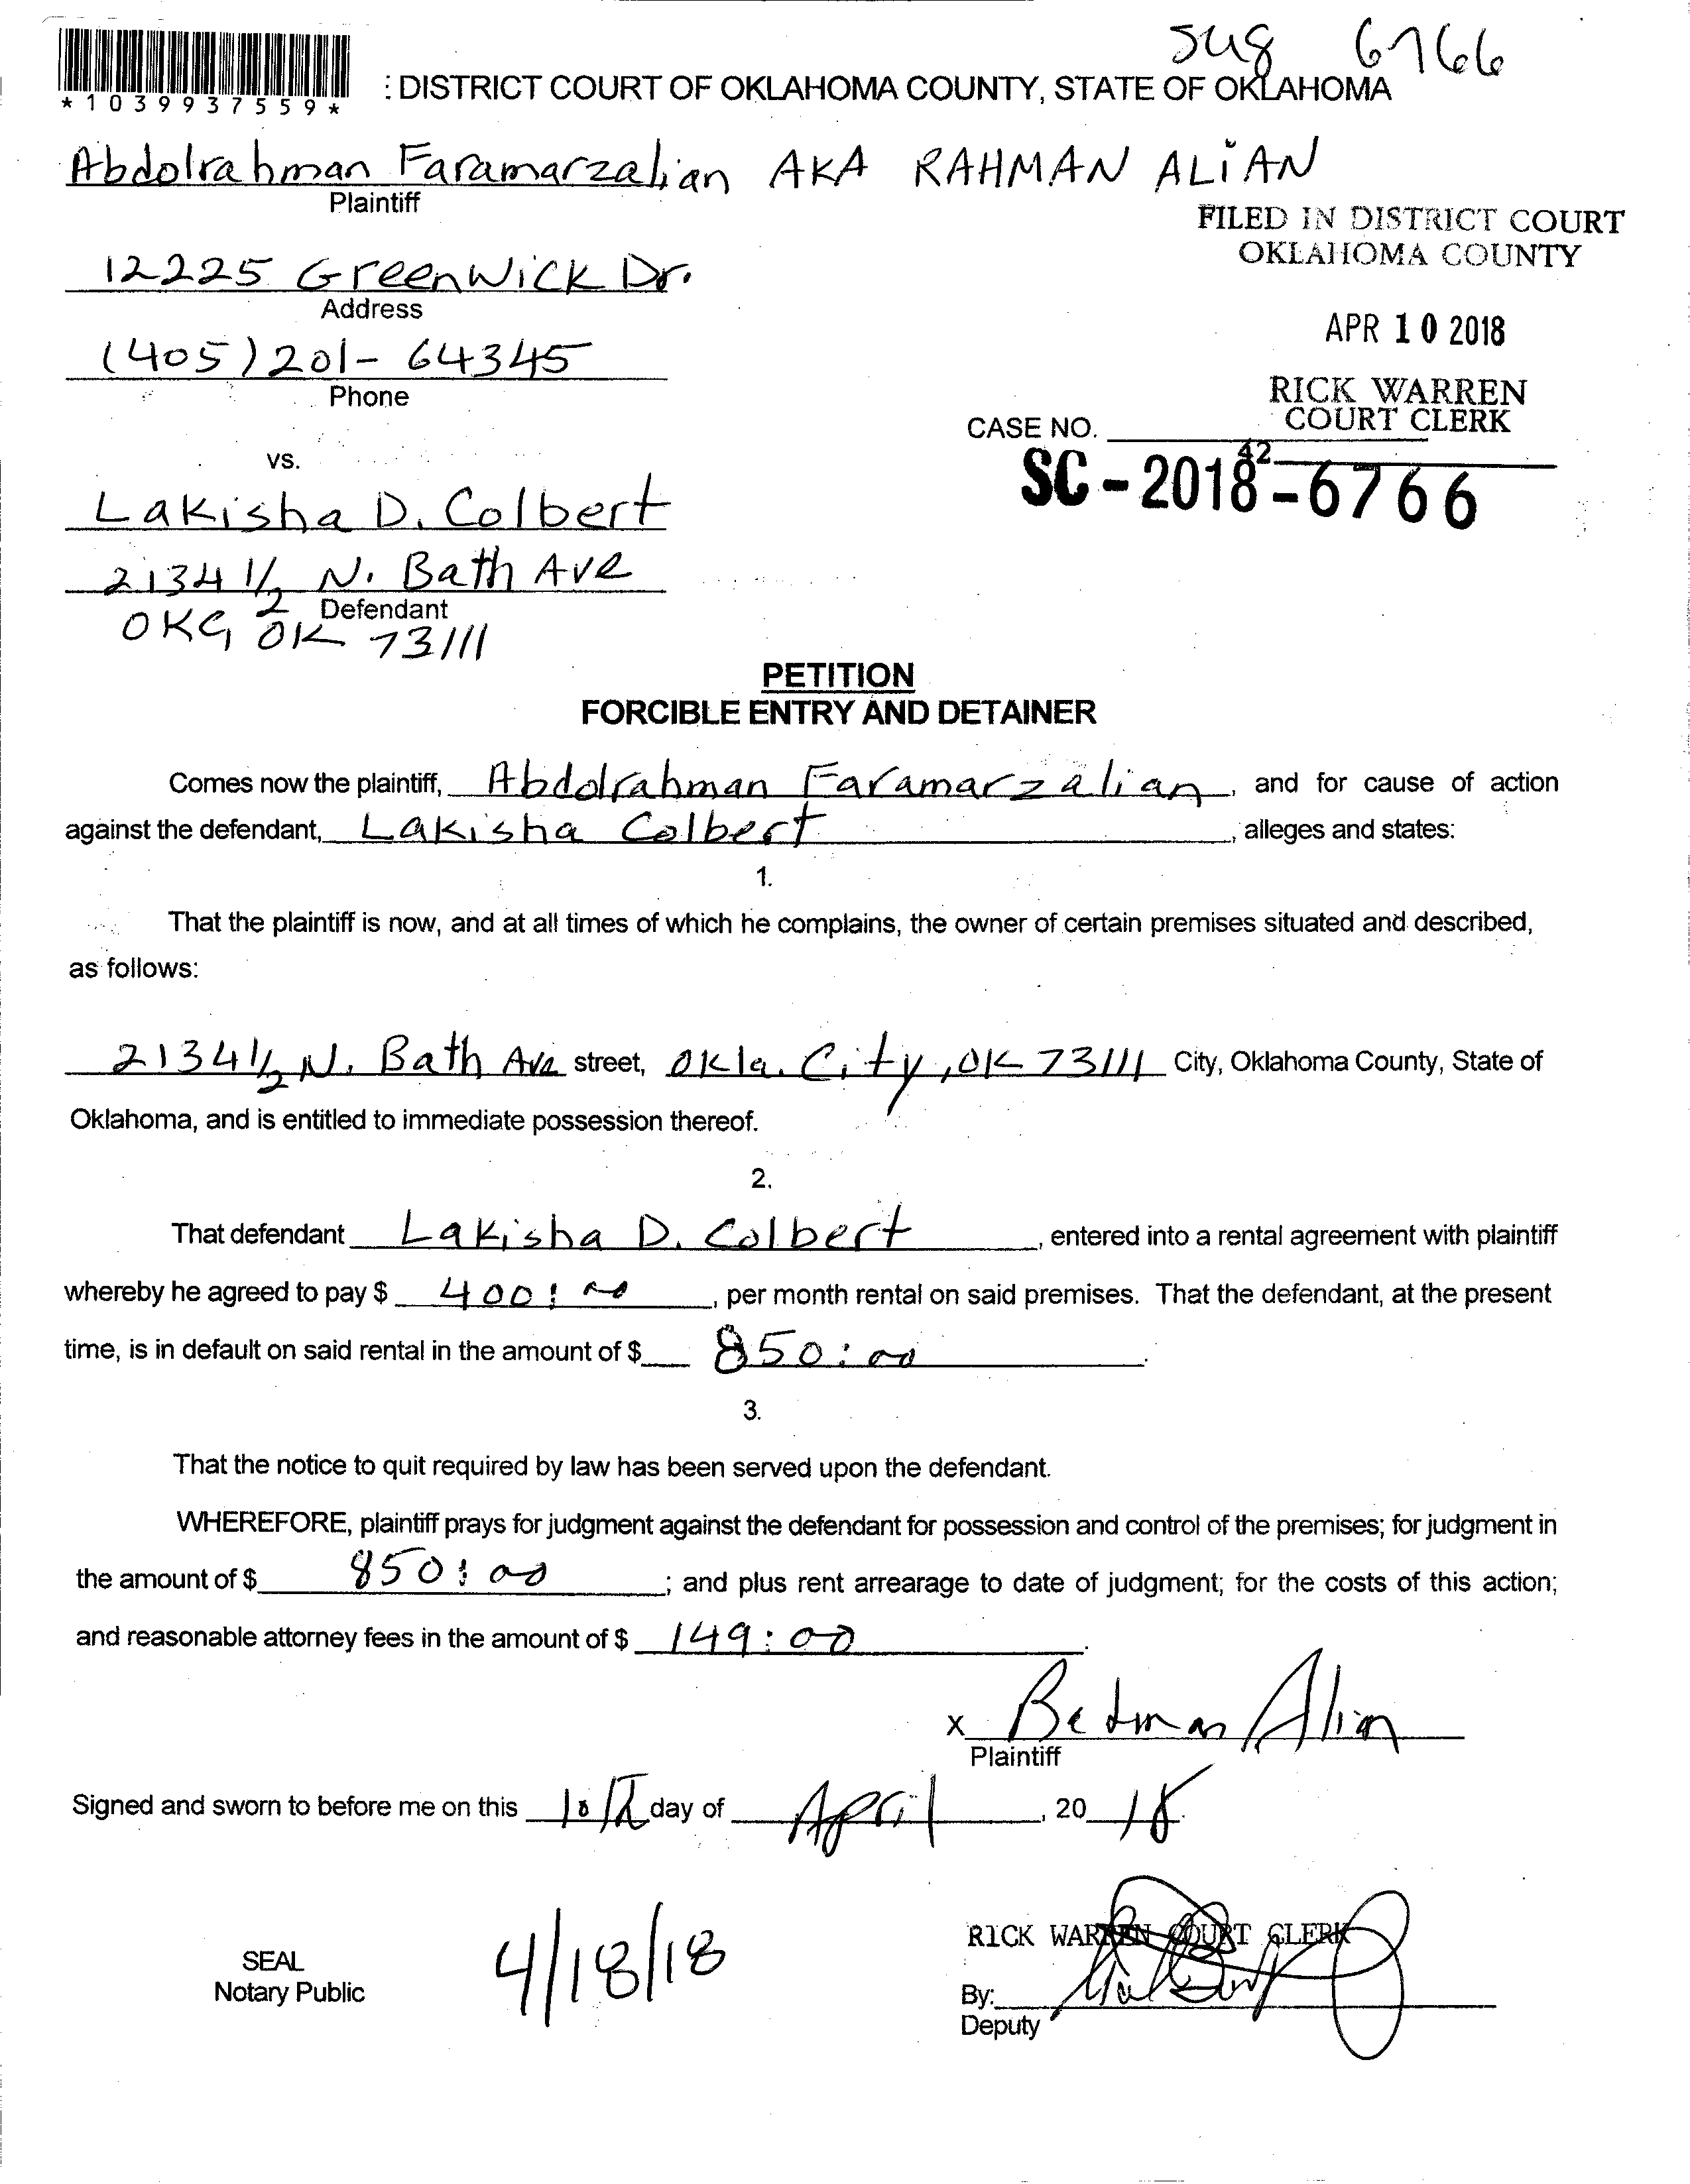 sug 6766
*1039937559*
: DISTRICT COURT OF OKLAHOMA COUNTY, STATE OF OKLAHOMA
Abdolrahman Faramarzalian AKA RAHMAN ALiAN
Plaintiff
FILED IN DISTRICT COURT
OKLAHOMA COUNTY
12225 GreenWick Dr.
Address
APR 10 2018
(405) 201-64345
Phone
RICK WARREN
COURT CLERK
CASE NO.
42
SC-2018-6766
vs.
Lakisha D. Colbert
2134 1/2 N. Bath Ave
Defendant
OKC, OK 73111
PETITION
FORCIBLE ENTRY AND DETAINER
Comes now the plaintiff, Abdolrahman Faramarzalian, and for cause of action
against the defendant, Lakisha Colbert, alleges and states:
1.
That the plaintiff is now, and at all times of which he complains, the owner of certain premises situated and described,
as follows:
2134 1/2 N. Bath Ave street, Okla. City, OK 73111 City, Oklahoma County, State of
Oklahoma, and is entitled to immediate possession thereof.
2.
That defendant Lakisha D. Colbert, entered into a rental agreement with plaintiff
whereby he agreed to pay $ 400:00, per month rental on said premises. That the defendant, at the present
time, is in default on said rental in the amount of $ 850:00.
3.
That the notice to quit required by law has been served upon the defendant.
WHEREFORE, plaintiff prays for judgment against the defendant for possession and control of the premises; for judgment in
the amount of $ 850:00; and plus rent arrearage to date of judgment; for the costs of this action;
and reasonable attorney fees in the amount of $ 149:00.
x Alian
Plaintiff
Signed and sworn to before me on this 10 day of April, 20 18.
RICK WARREN COURT CLERK
SEAL
Notary Public
4/18/18
By:
Deputy